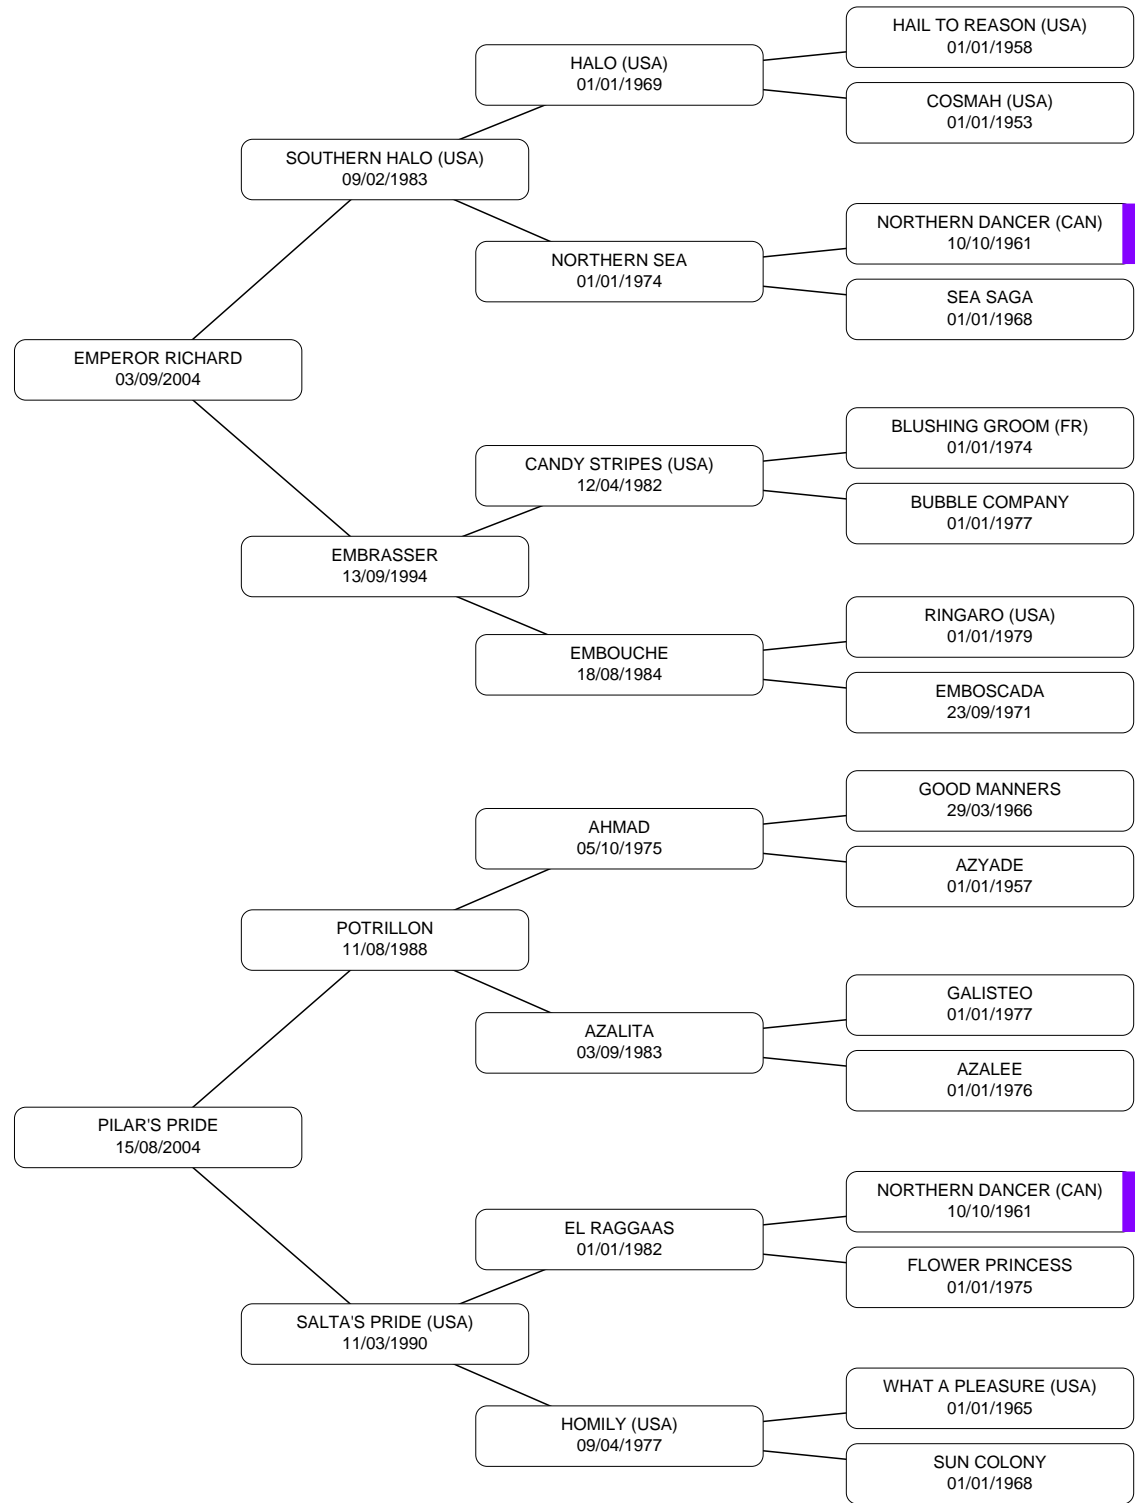 HAIL TO REASON (USA)
01/01/1958
HALO (USA)
01/01/1969
COSMAH (USA)
01/01/1953
SOUTHERN HALO (USA)
09/02/1983
NORTHERN DANCER (CAN)
10/10/1961
NORTHERN SEA
01/01/1974
SEA SAGA
01/01/1968
EMPEROR RICHARD
03/09/2004
BLUSHING GROOM (FR)
01/01/1974
CANDY STRIPES (USA)
12/04/1982
BUBBLE COMPANY
01/01/1977
EMBRASSER
13/09/1994
RINGARO (USA)
01/01/1979
EMBOUCHE
18/08/1984
EMBOSCADA
23/09/1971
GOOD MANNERS
29/03/1966
AHMAD
05/10/1975
AZYADE
01/01/1957
POTRILLON
11/08/1988
GALISTEO
01/01/1977
AZALITA
03/09/1983
AZALEE
01/01/1976
PILAR'S PRIDE
15/08/2004
NORTHERN DANCER (CAN)
10/10/1961
EL RAGGAAS
01/01/1982
FLOWER PRINCESS
01/01/1975
SALTA'S PRIDE (USA)
11/03/1990
WHAT A PLEASURE (USA)
01/01/1965
HOMILY (USA)
09/04/1977
SUN COLONY
01/01/1968